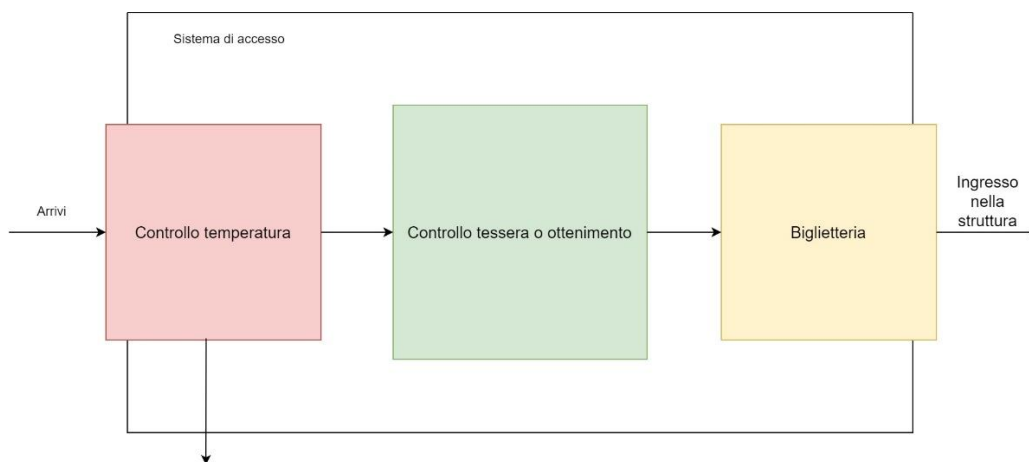 Sistema di accesso
Arrivi
Controllo temperatura
Controllo tessera o ottenimento
Biglietteria
Ingresso
nella
struttura